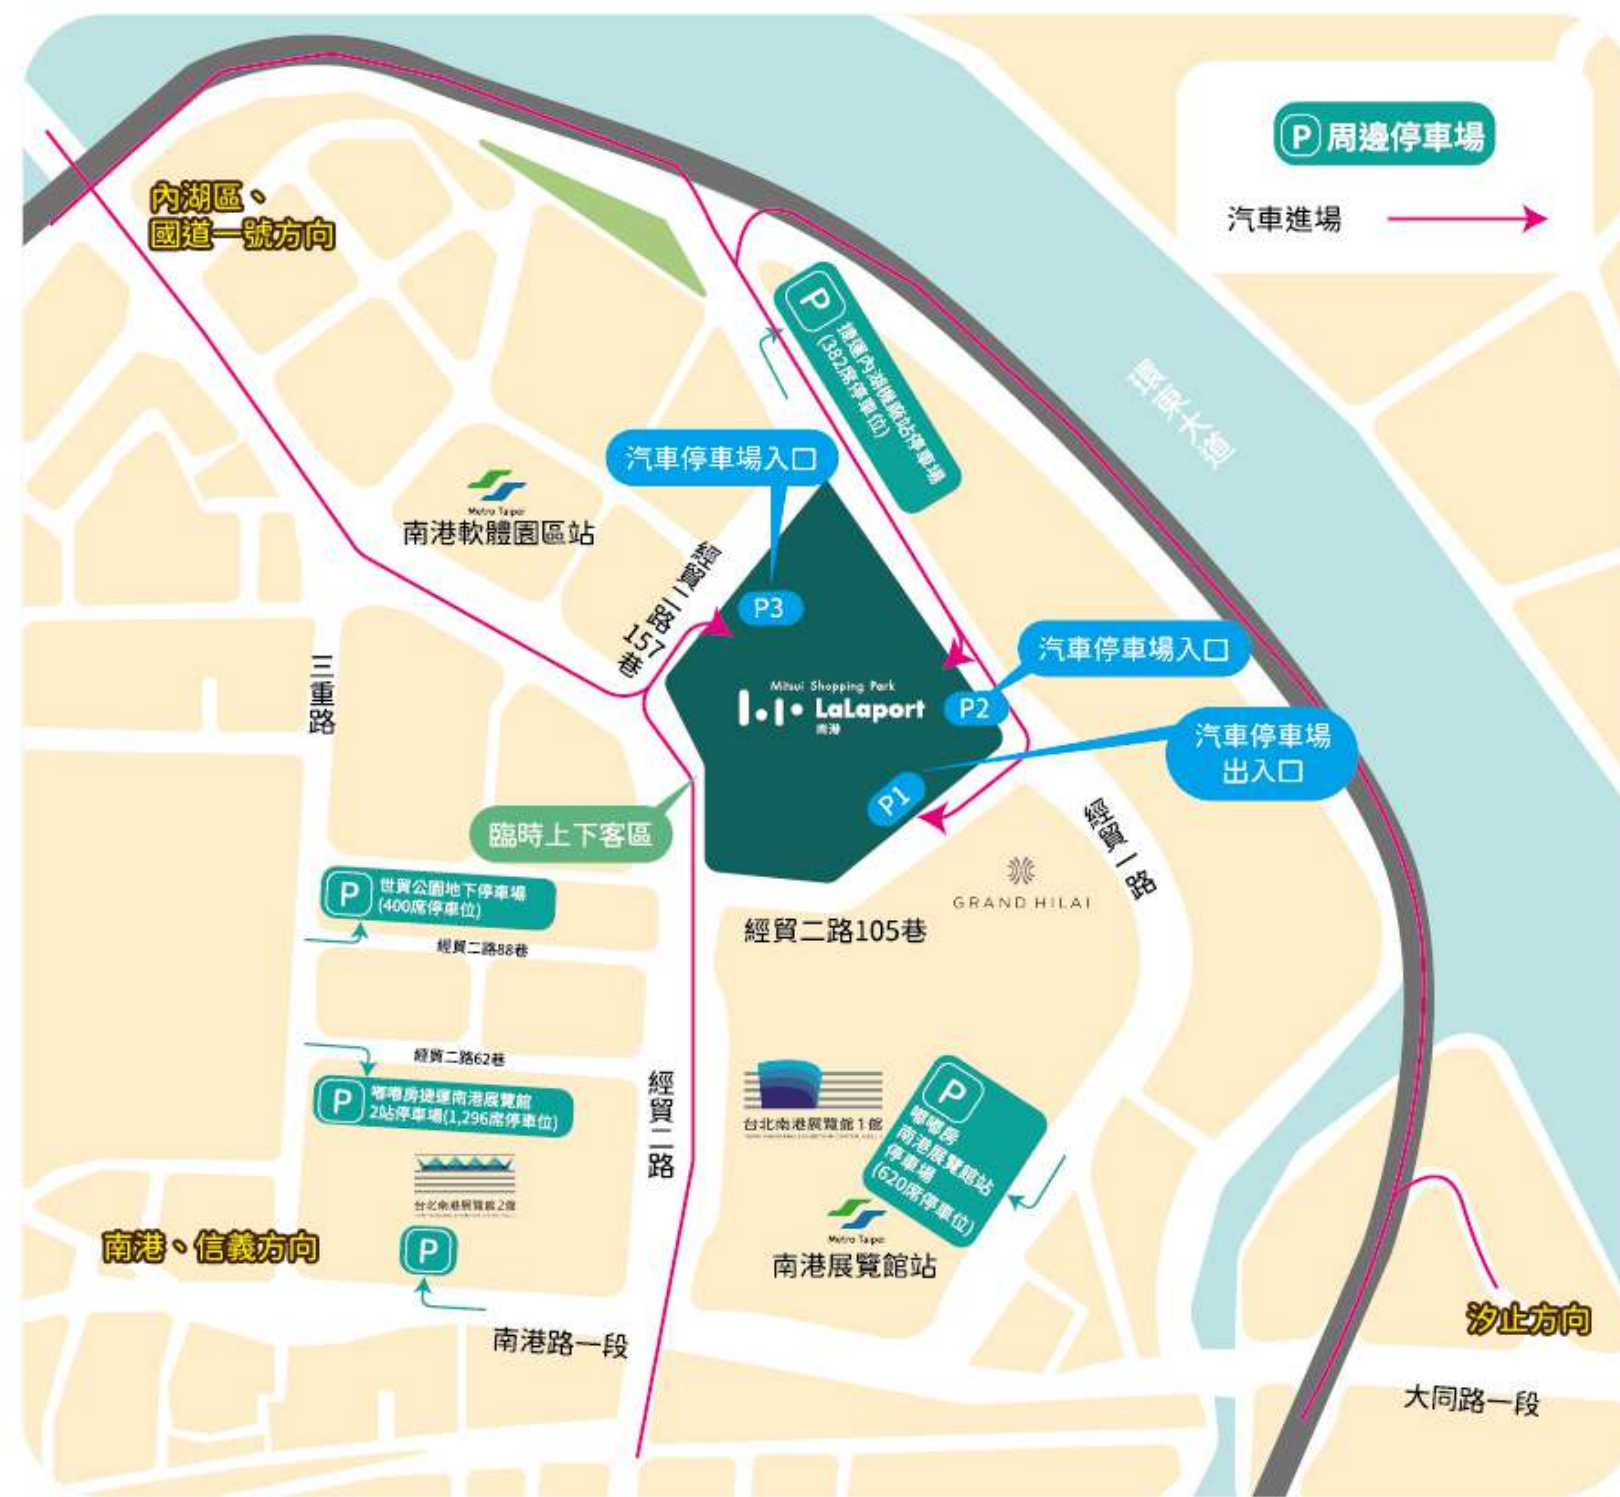 P 周邊停車場
汽車進場
內湖區、
國道一號方向
環東大道
P
捷運內湖機廠站停車場
(382席停車位)
汽車停車場入口
Metro Taipei
南港軟體園區站
經貿二路157巷
P3
三重路
汽車停車場入口
Mitsui Shopping Park
LaLaport
南港
P2
汽車停車場
出入口
P1
臨時上下客區
經貿一路
GRAND HILAI
P
世貿公園地下停車場
(400席停車位)
經貿二路105巷
經貿二路88巷
經貿二路62巷
P
嘟嘟房捷運南港展覽館
2站停車場(1,296席停車位)
經貿二路
台北南港展覽館1館
P
嘟嘟房
南港展覽館站
停車場
(620席停車位)
台北南港展覽館2館
Metro Taipei
南港展覽館站
南港、信義方向
P
汐止方向
南港路一段
大同路一段